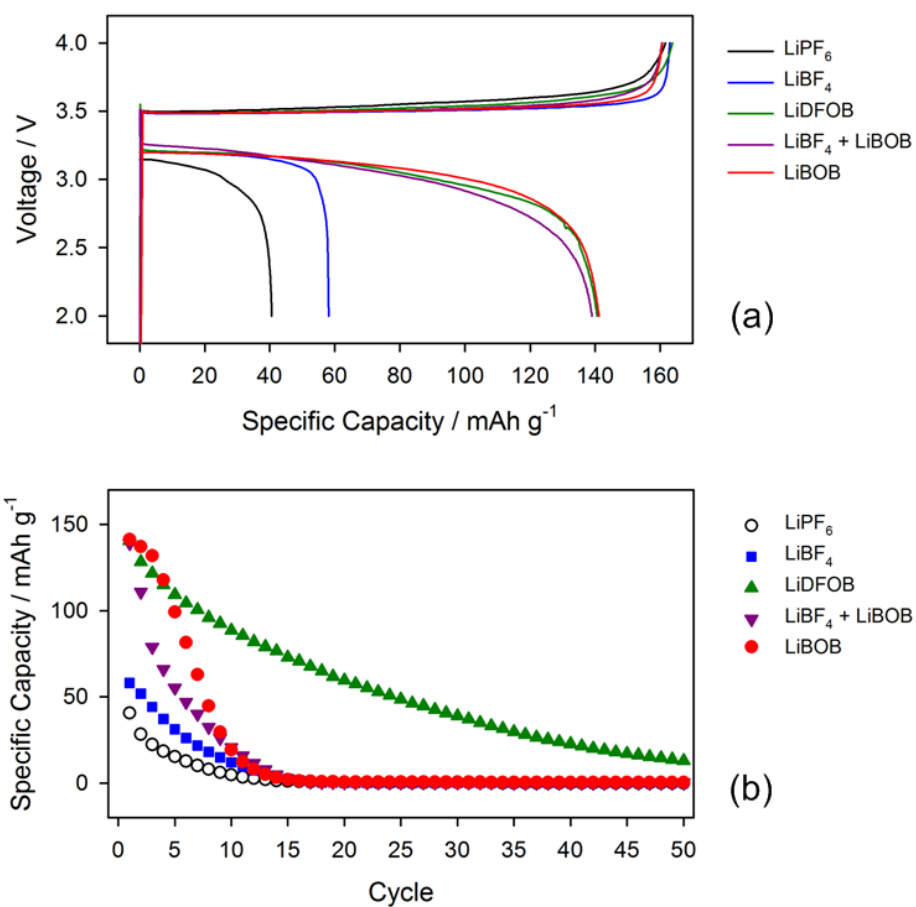 4.0
3.5
3.0
2.5
2.0
Voltage / V
0 20 40 60 80 100 120 140 160
Specific Capacity / mAh g⁻¹
LiPF₆
LiBF₄
LiDFOB
LiBF₄ + LiBOB
LiBOB
(a)
150
100
50
0
Specific Capacity / mAh g⁻¹
0 5 10 15 20 25 30 35 40 45 50
Cycle
LiPF₆
LiBF₄
LiDFOB
LiBF₄ + LiBOB
LiBOB
(b)